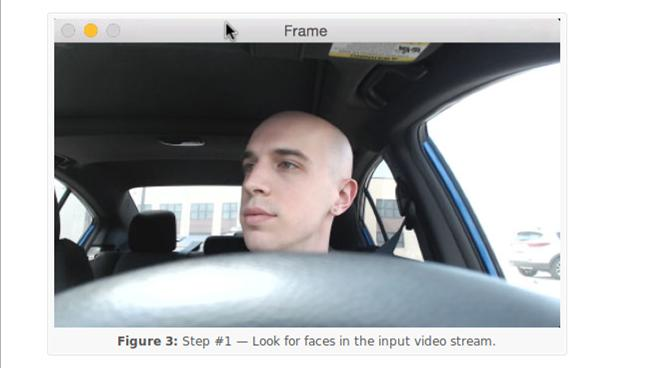 Frame
Figure 3: Step #1 — Look for faces in the input video stream.